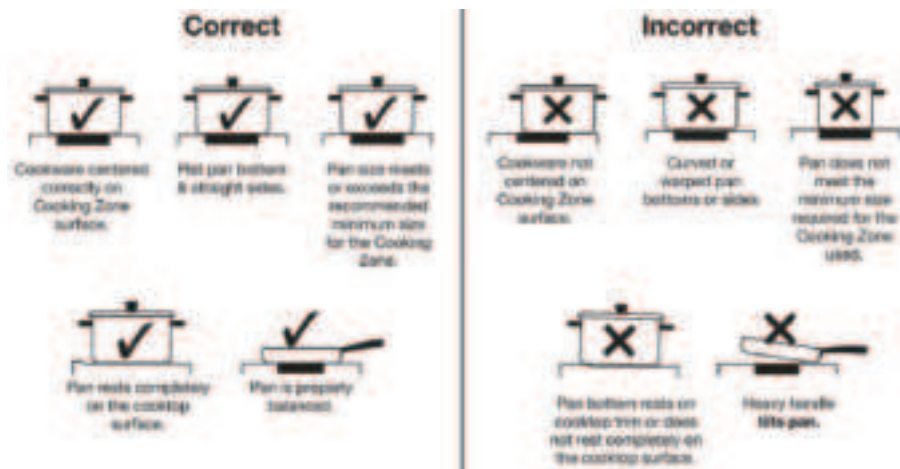 Correct
Cookware centered
correctly on
Cooking Zone
surface.
Flat pan bottom
& straight sides.
Pan size meets
or exceeds the
recommended
minimum size
for the Cooking
Zone.
Pan rests completely
on the cooktop
surface.
Pan is properly
balanced.
Incorrect
Cookware not
centered on
Cooking Zone
surface.
Curved or
warped pan
bottoms or sides.
Pan does not
meet the
minimum size
required for the
Cooking Zone
used.
Pan bottom rests on
cooktop trim or does
not rest completely on
the cooktop surface.
Heavy handle
tilts pan.